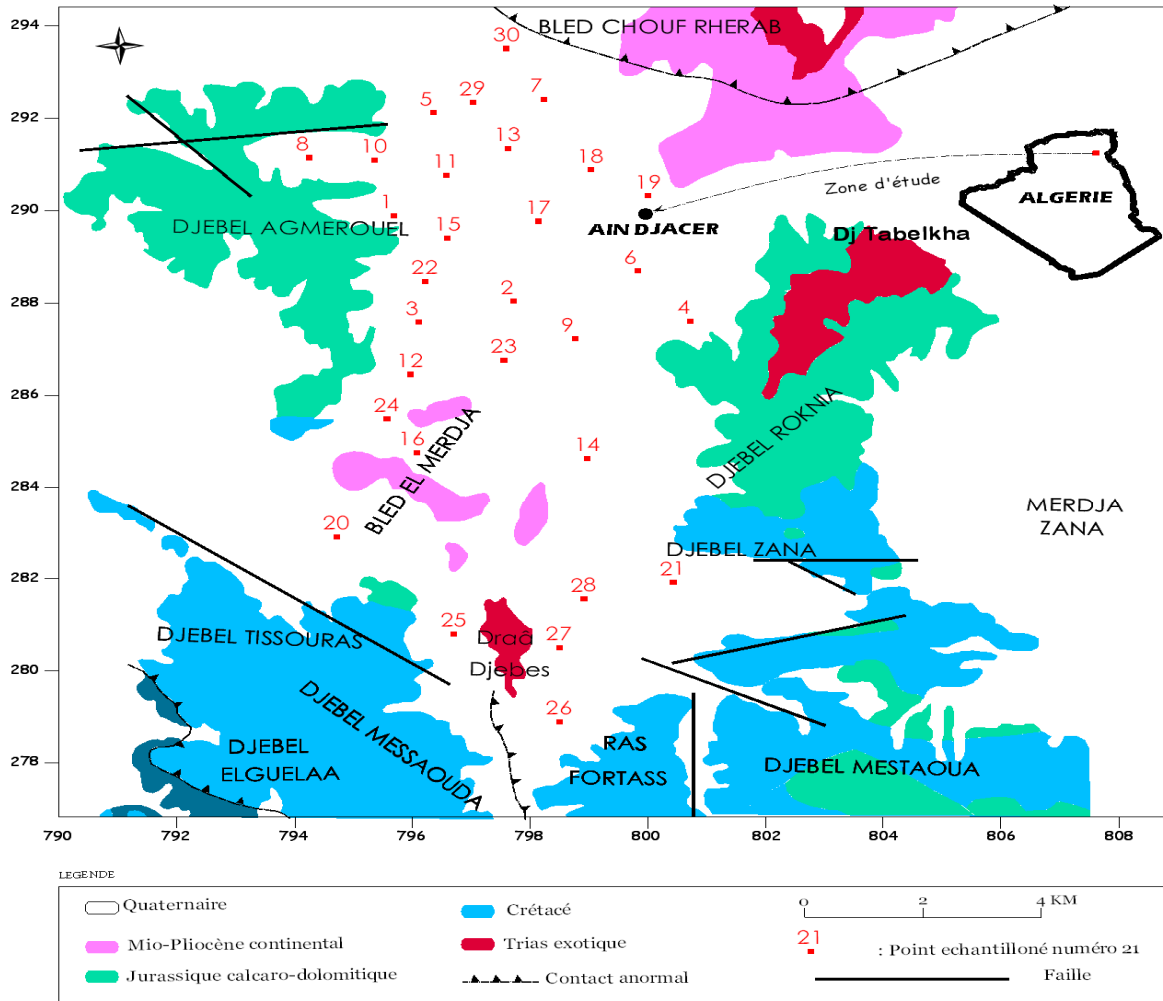 294
292
290
288
286
284
282
280
278
790
792
794
796
798
800
802
804
806
808
BLED CHOUF RHERAB
30
29
7
5
13
8
10
11
18
19
1
15
17
Zone d'étude
ALGERIE
DJEBEL AGMEROUEL
AIN DJACER
Dj Tabelkha
6
22
2
3
9
4
12
23
24
16
14
BLED EL MERDJA
DJEBEL ROKNIA
MERDJA
ZANA
20
DJEBEL ZANA
21
28
DJEBEL TISSOURAS
25
Draâ
Djebes
27
26
DJEBEL MESSAOUDA
DJEBEL
ELGUELAA
RAS
FORTASS
DJEBEL MESTAOUA
LEGENDE
Quaternaire
Mio-Pliocène continental
Jurassique calcaro-dolomitique
Crétacé
Trias exotique
Contact anormal
0 2 4 KM
21
: Point echantilloné numéro 21
Faille